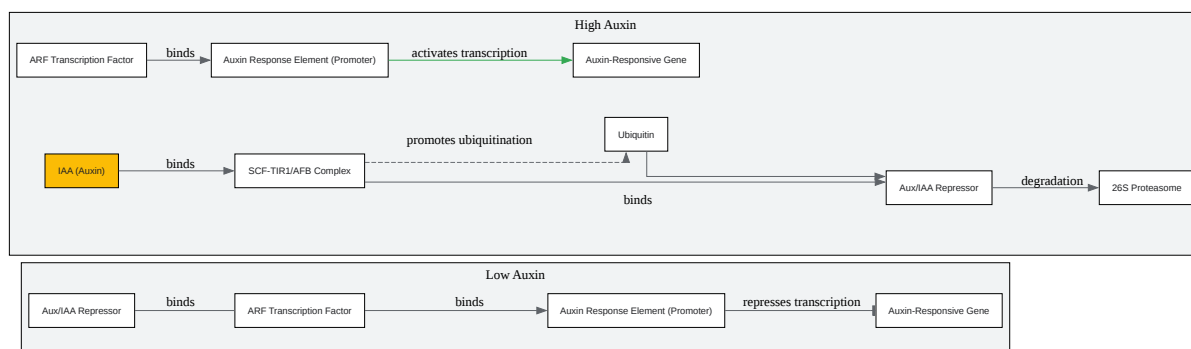 High Auxin
ARF Transcription Factor
binds
Auxin Response Element (Promoter)
activates transcription
Auxin-Responsive Gene
promotes ubiquitination
Ubiquitin
IAA (Auxin)
binds
SCF-TIR1/AFB Complex
binds
Aux/IAA Repressor
degradation
26S Proteasome
Low Auxin
Aux/IAA Repressor
binds
ARF Transcription Factor
binds
Auxin Response Element (Promoter)
represses transcription
Auxin-Responsive Gene